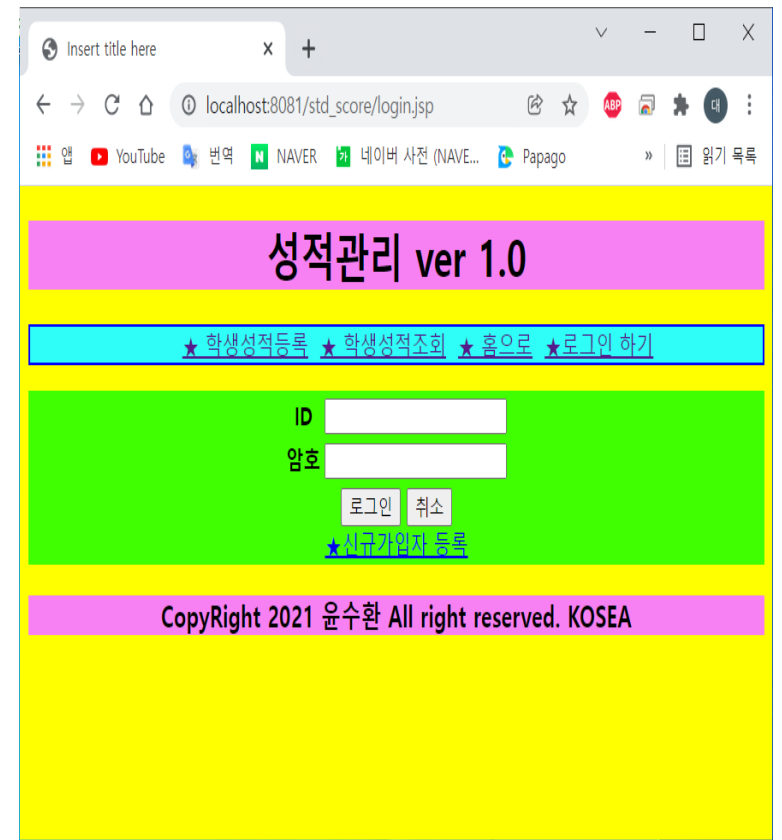 Insert title here
localhost:8081/std_score/login.jsp
ABP
대
앱 YouTube 번역 N NAVER 가 네이버 사전 (NAVE... Papago » 읽기 목록
성적관리 ver 1.0
★ 학생성적등록 ★ 학생성적조회 ★ 홈으로 ★로그인 하기
ID
암호
로그인 취소
★신규가입자 등록
CopyRight 2021 윤수환 All right reserved. KOSEA